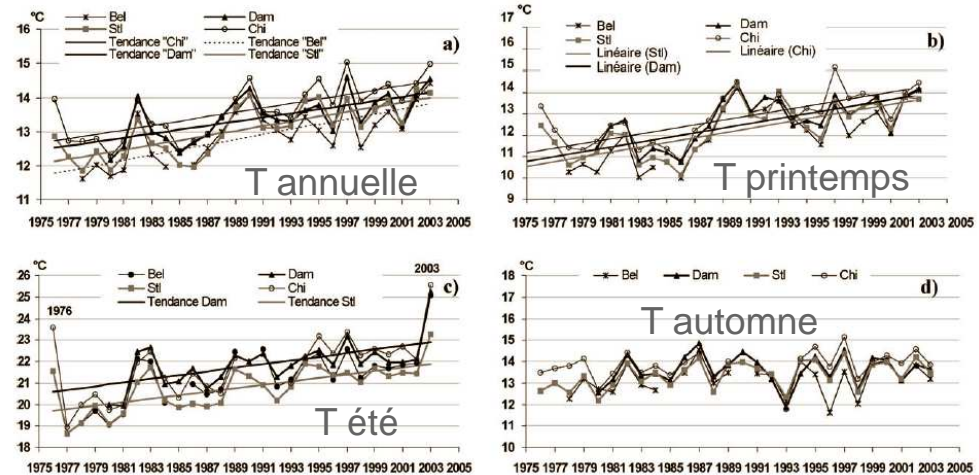 °C
Bel
Dam
Stl
Chi
Tendance "Chi"
Tendance "Bel"
Tendance "Dam"
Tendance "Stl"
a)
16
15
14
13
12
11
T annuelle
1975 1977 1979 1981 1983 1985 1987 1989 1991 1993 1995 1997 1999 2001 2003 2005
°C
Bel
Dam
Stl
Chi
Linéaire (Stl)
Linéaire (Chi)
Linéaire (Dam)
b)
17
16
15
14
13
12
11
10
9
T printemps
1975 1977 1979 1981 1983 1985 1987 1989 1991 1993 1995 1997 1999 2001 2003 2005
°C
Bel
Dam
Stl
Chi
Tendance Dam
Tendance Stl
c)
2003
1976
26
25
24
23
22
21
20
19
18
T été
1975 1977 1979 1981 1983 1985 1987 1989 1991 1993 1995 1997 1999 2001 2003 2005
°C
Bel
Dam
Stl
Chi
d)
18
17
16
15
14
13
12
11
10
T automne
1975 1977 1979 1981 1983 1985 1987 1989 1991 1993 1995 1997 1999 2001 2003 2005